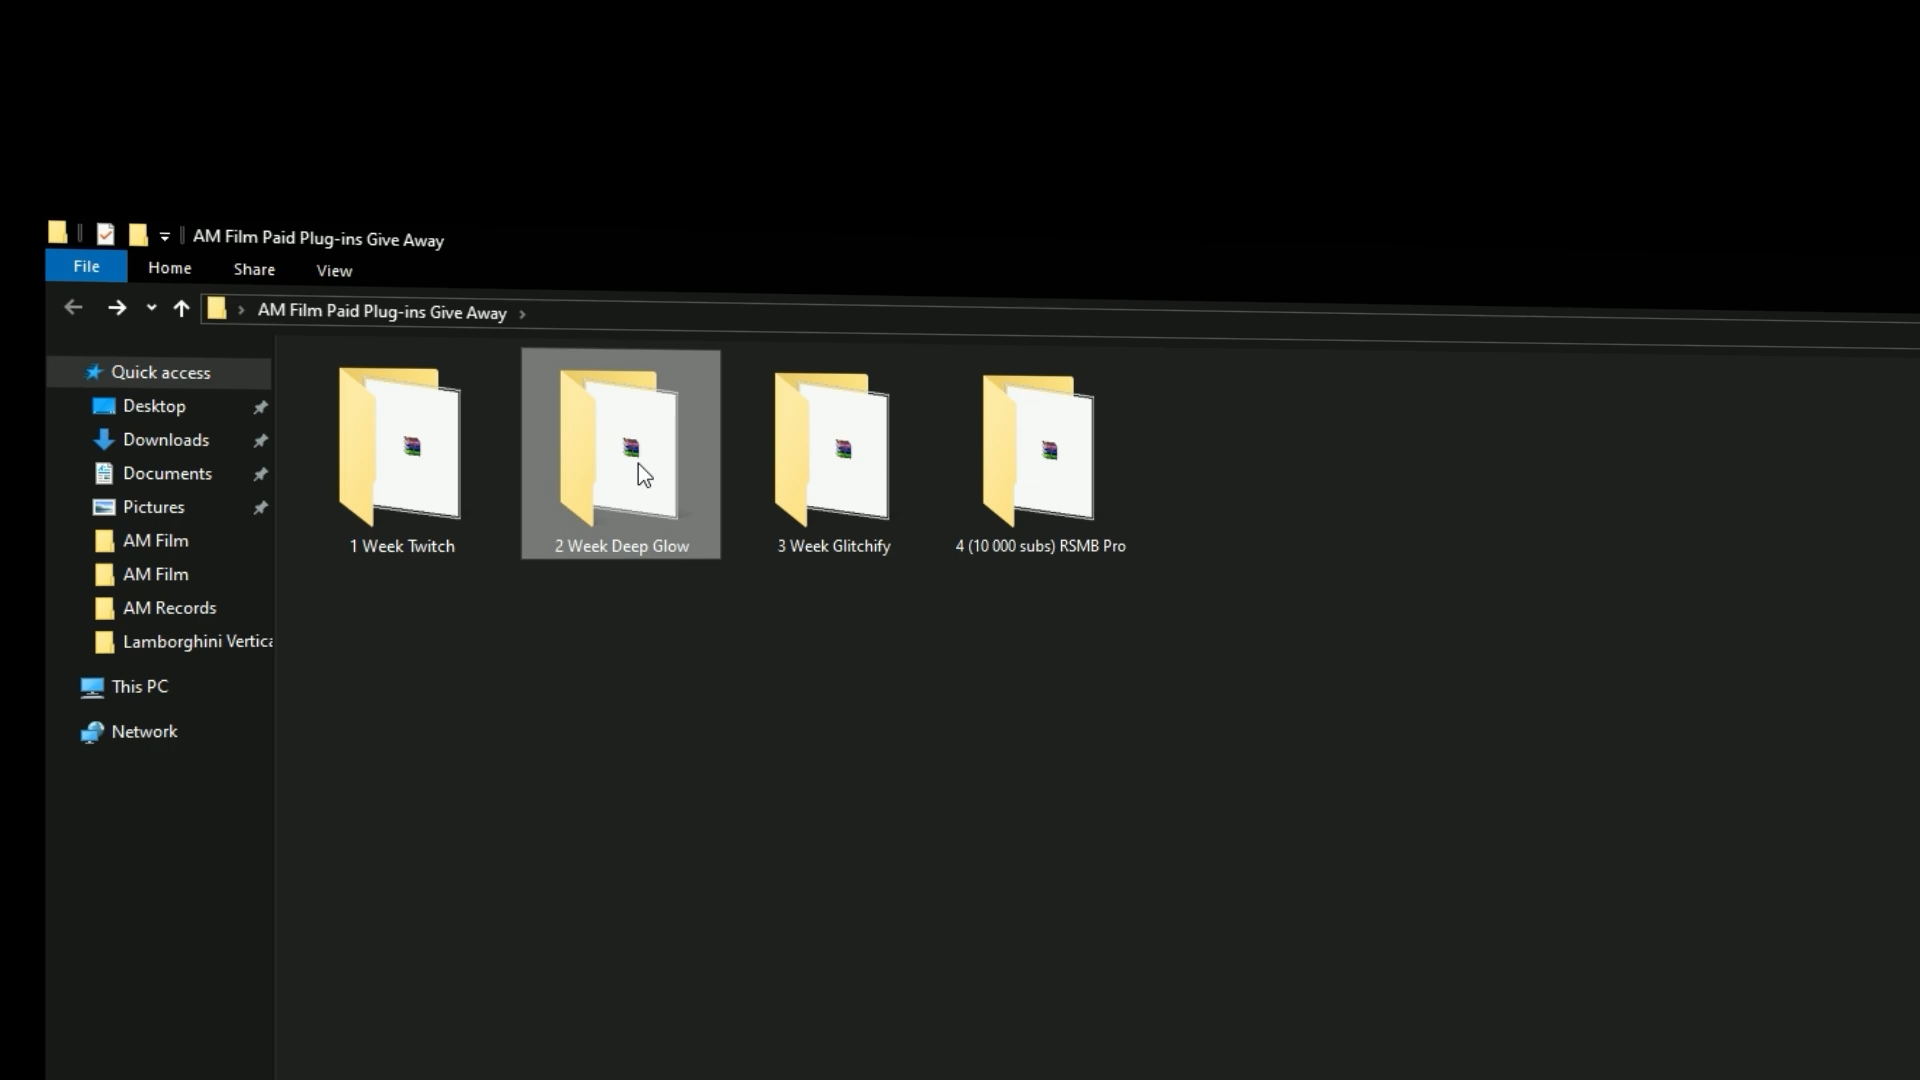 AM Film Paid Plug-ins Give Away
File Home Share View
AM Film Paid Plug-ins Give Away
Quick access
Desktop
Downloads
Documents
Pictures
AM Film
AM Film
AM Records
Lamborghini Vertica
This PC
Network
1 Week Twitch
2 Week Deep Glow
3 Week Glitchify
4 (10 000 subs) RSMB Pro